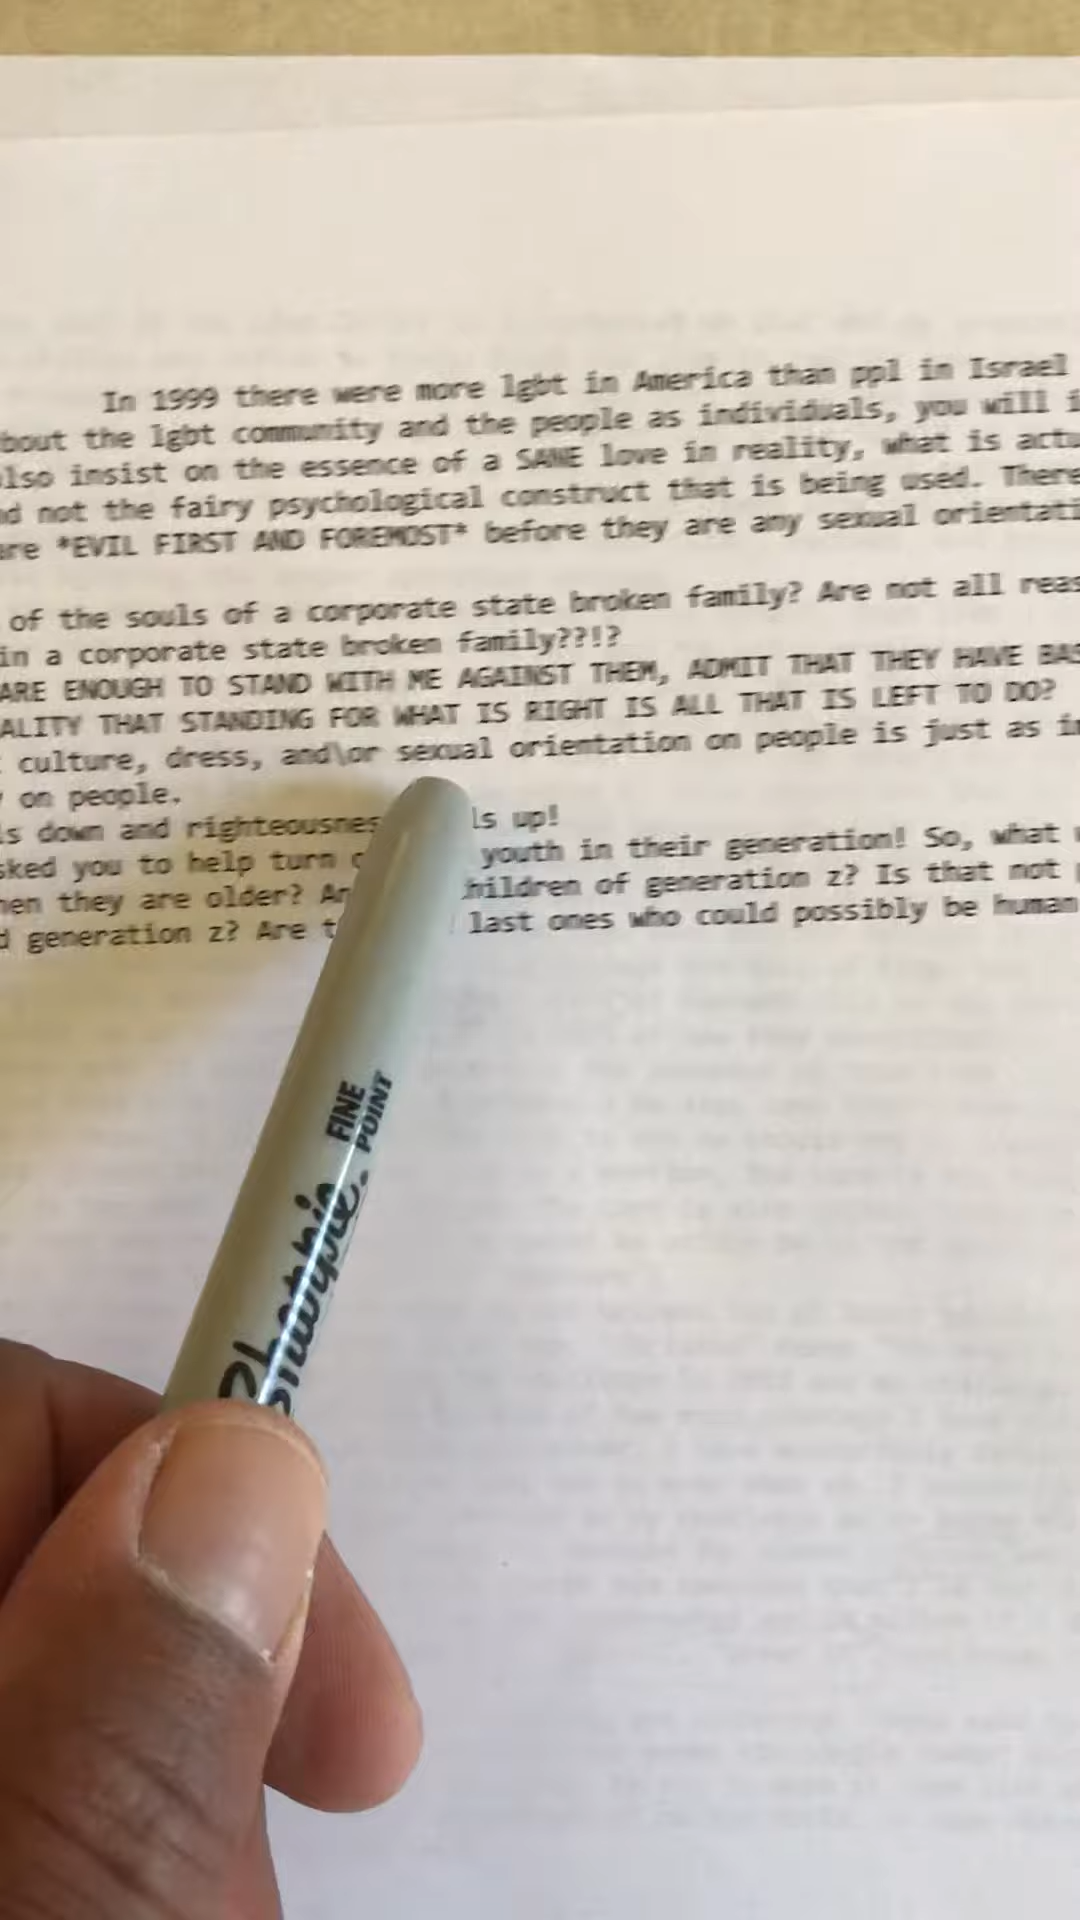 In 1999 there were more lgbt in America than ppl in Israel
bout the lgbt community and the people as individuals, you will i
lso insist on the essence of a SANE love in reality, what is actu
nd not the fairy psychological construct that is being used. There
are *EVIL FIRST AND FOREMOST* before they are any sexual orientati
of the souls of a corporate state broken family? Are not all reas
in a corporate state broken family??!?
ARE ENOUGH TO STAND WITH ME AGAINST THEM, ADMIT THAT THEY HAVE BAS
ALITY THAT STANDING FOR WHAT IS RIGHT IS ALL THAT IS LEFT TO DO?
culture, dress, and\or sexual orientation on people is just as i
y on people.
ls down and righteousnes ls up!
sked you to help turn youth in their generation! So, what
hen they are older? Ar hildren of generation z? Is that not
d generation z? Are t last ones who could possibly be human
Sharpie.
FINE
POINT